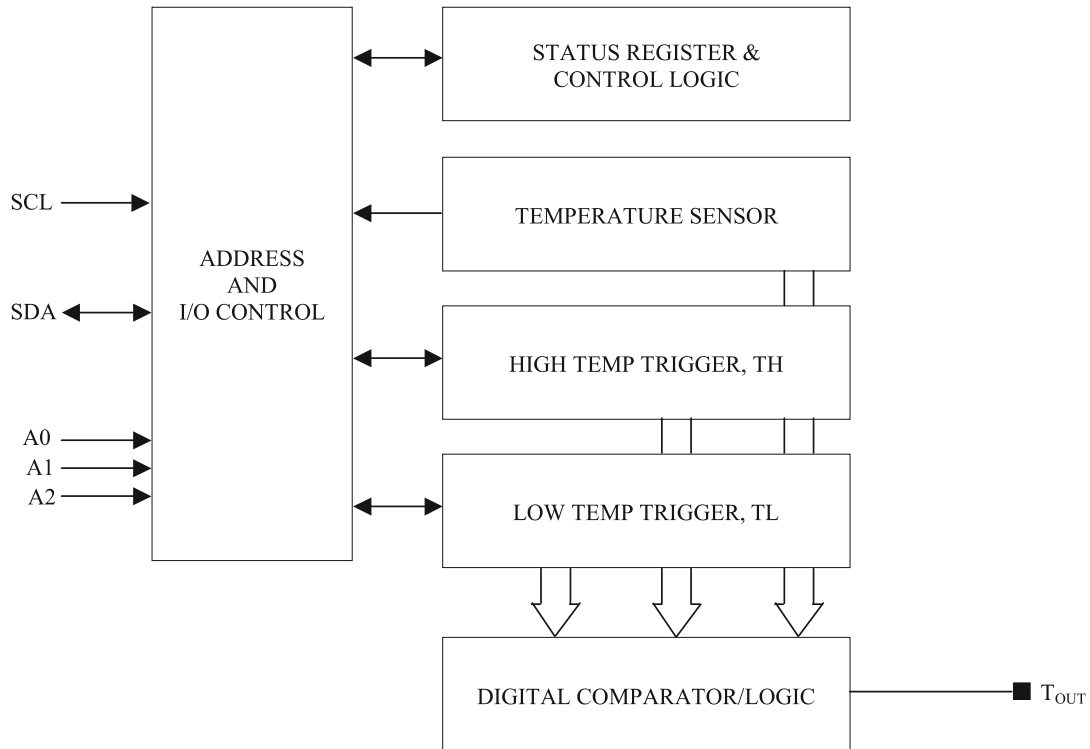 STATUS REGISTER &
CONTROL LOGIC
SCL
TEMPERATURE SENSOR
ADDRESS
AND
I/O CONTROL
SDA
HIGH TEMP TRIGGER, TH
A0
A1
A2
LOW TEMP TRIGGER, TL
DIGITAL COMPARATOR/LOGIC
TOUT